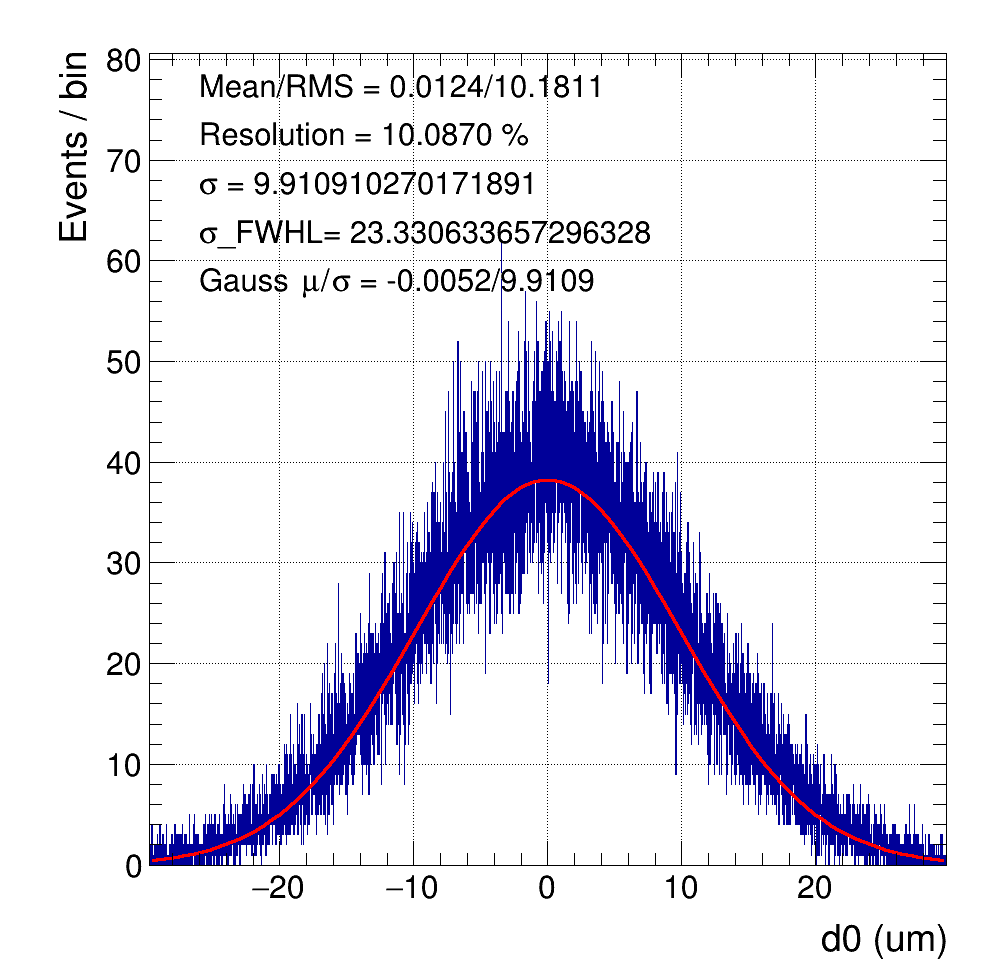 Events / bin
80
Mean/RMS = 0.0124/10.1811
Resolution = 10.0870 %
70
σ = 9.910910270171891
σ_FWHL= 23.330633657296328
60
Gauss μ/σ = -0.0052/9.9109
50
40
30
20
10
0
−20 −10 0 10 20
d0 (um)